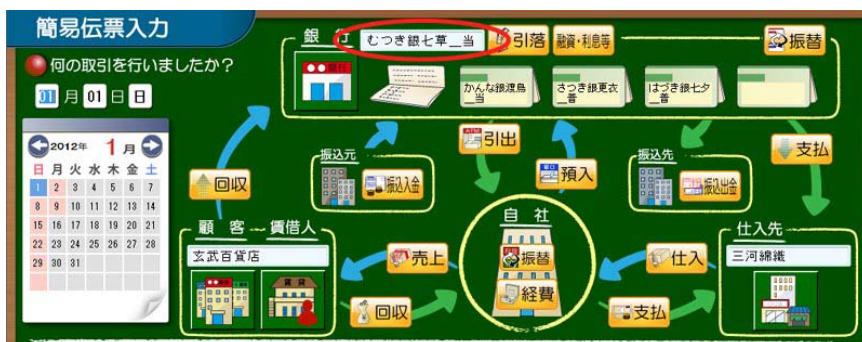 簡易伝票入力
何の取引を行いましたか？
01 月 01 日 日
2012年 1 月
日 月 火 水 木 金 土
1 2 3 4 5 6 7
8 9 10 11 12 13 14
15 16 17 18 19 20 21
22 23 24 25 26 27 28
29 30 31
銀 行 むつき銀七草__当 引落 融資・利息等 振替
かんな銀渡鳥__当
さつき銀更衣__普
はづき銀七夕__普
回収
振込元
振込入金
引出
預入
振込先
振込出金
支払
顧 客 賃借人
玄武百貨店
売上
回収
自 社
振替
経費
仕入
支払
仕入先
三河綿織